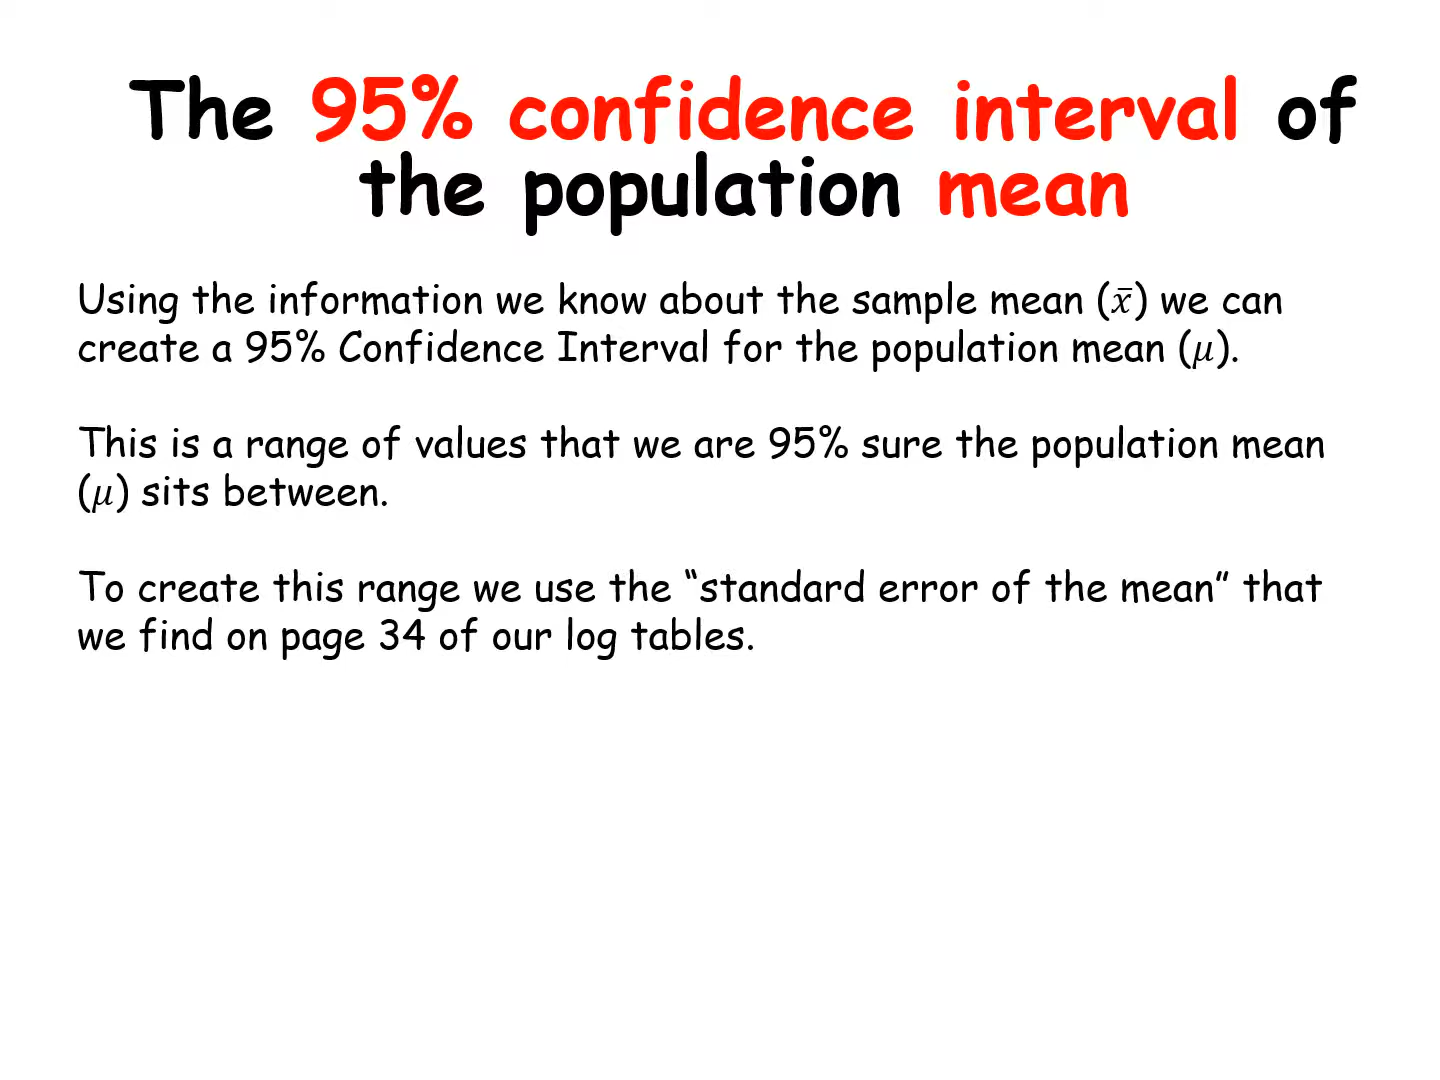 The 95% confidence interval of
the population mean
Using the information we know about the sample mean (x̄) we can
create a 95% Confidence Interval for the population mean (μ).
This is a range of values that we are 95% sure the population mean
(μ) sits between.
To create this range we use the “standard error of the mean” that
we find on page 34 of our log tables.